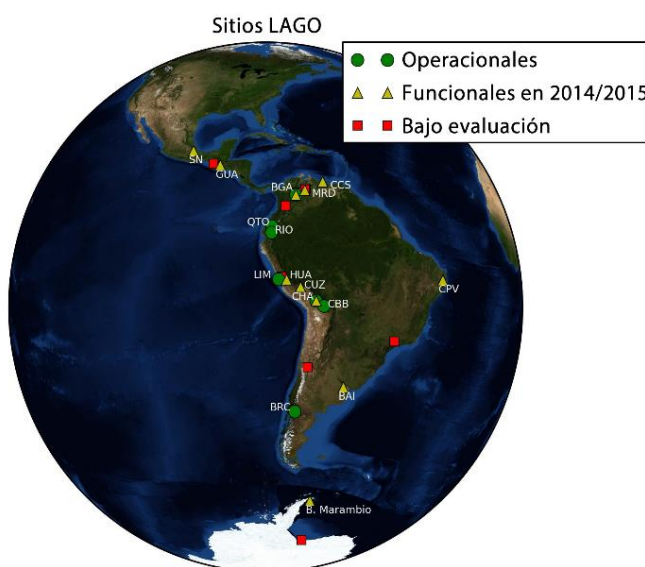 Sitios LAGO
Operacionales
Funcionales en 2014/2015
Bajo evaluación
SN
GUA
BGA
MRD
CCS
QTO
RIO
LIM
HUA
CUZ
CHA
CBB
CPV
BAI
BRC
B. Marambio